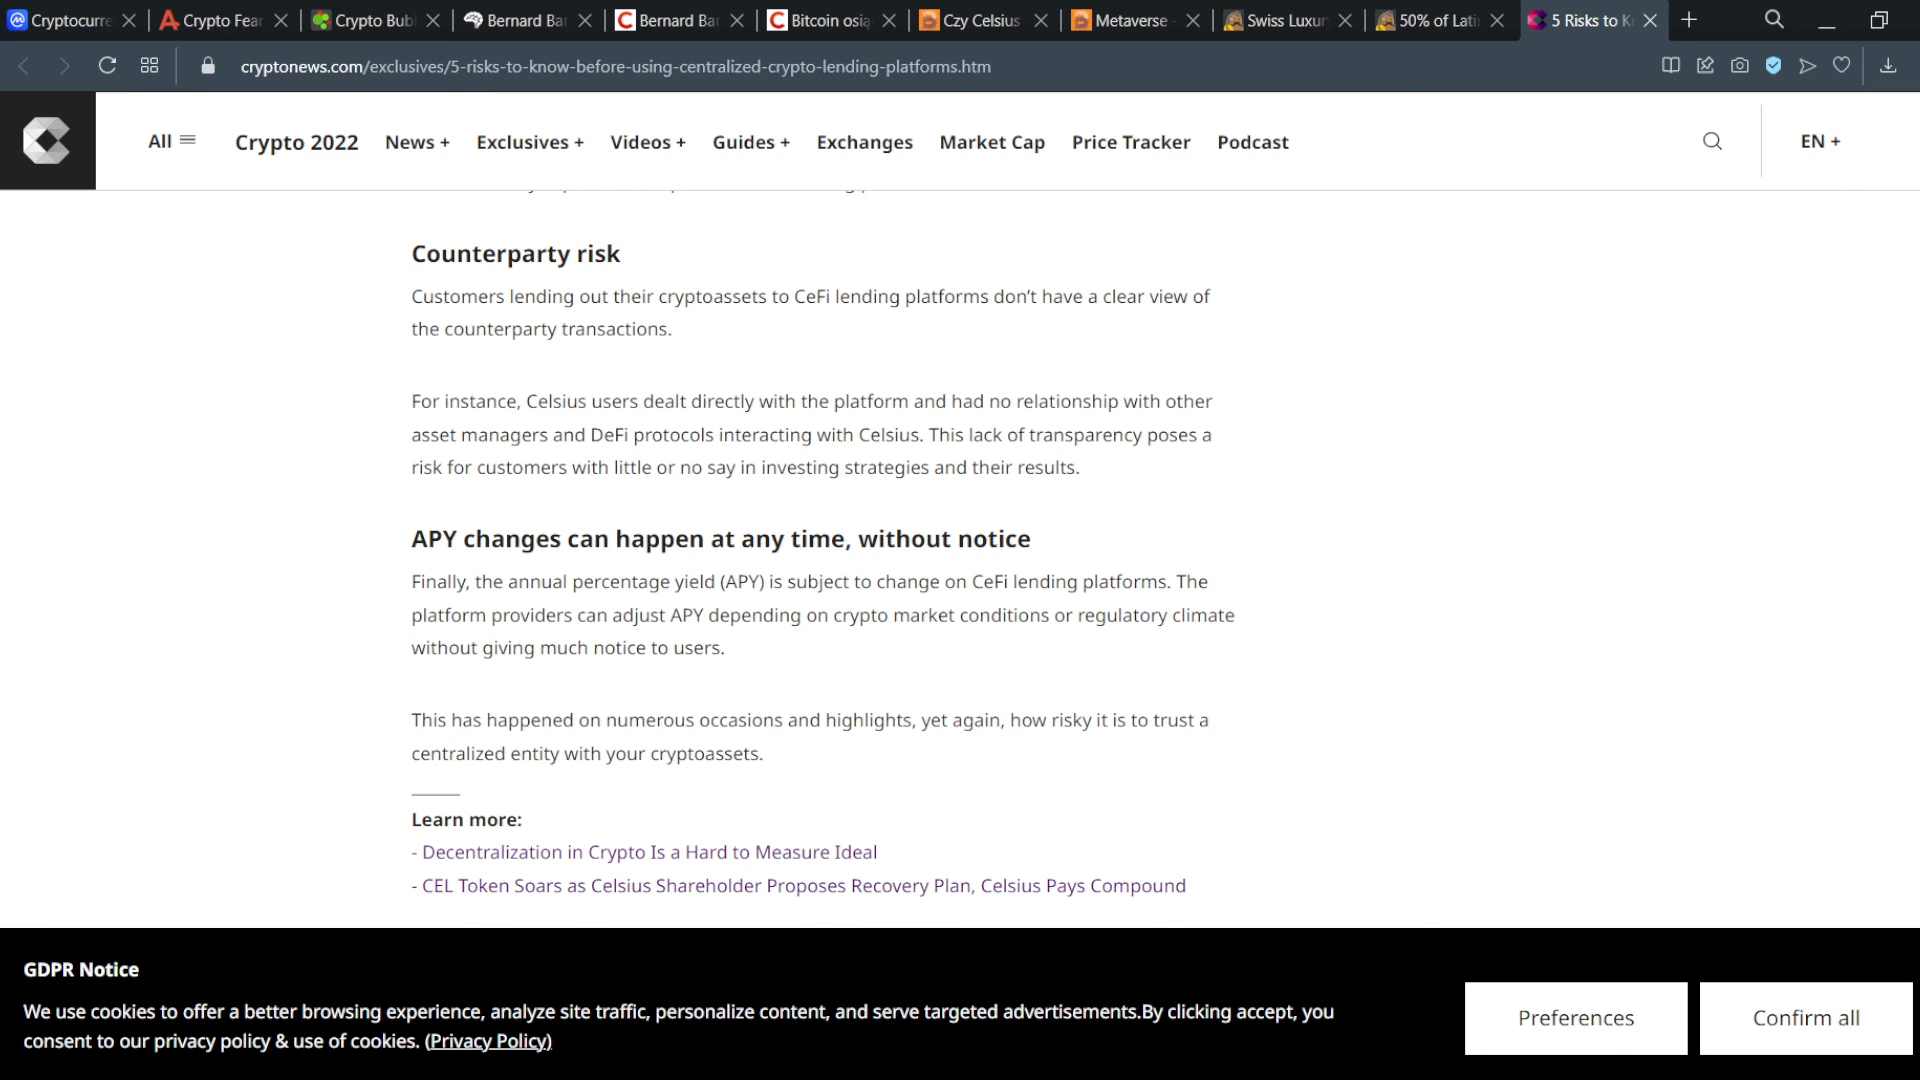 Cryptocurre
Crypto Fear
Crypto Bub
Bernard Bar
Bernard Bar
Bitcoin osią
Czy Celsius
Metaverse
Swiss Luxur
50% of Lati
5 Risks to K
cryptonews.com/exclusives/5-risks-to-know-before-using-centralized-crypto-lending-platforms.htm
All
Crypto 2022
News +
Exclusives +
Videos +
Guides +
Exchanges
Market Cap
Price Tracker
Podcast
EN +
Counterparty risk
Customers lending out their cryptoassets to CeFi lending platforms don't have a clear view of
the counterparty transactions.
For instance, Celsius users dealt directly with the platform and had no relationship with other
asset managers and DeFi protocols interacting with Celsius. This lack of transparency poses a
risk for customers with little or no say in investing strategies and their results.
APY changes can happen at any time, without notice
Finally, the annual percentage yield (APY) is subject to change on CeFi lending platforms. The
platform providers can adjust APY depending on crypto market conditions or regulatory climate
without giving much notice to users.
This has happened on numerous occasions and highlights, yet again, how risky it is to trust a
centralized entity with your cryptoassets.
Learn more:
- Decentralization in Crypto Is a Hard to Measure Ideal
- CEL Token Soars as Celsius Shareholder Proposes Recovery Plan, Celsius Pays Compound
GDPR Notice
We use cookies to offer a better browsing experience, analyze site traffic, personalize content, and serve targeted advertisements.By clicking accept, you
consent to our privacy policy & use of cookies. (Privacy Policy)
Preferences
Confirm all